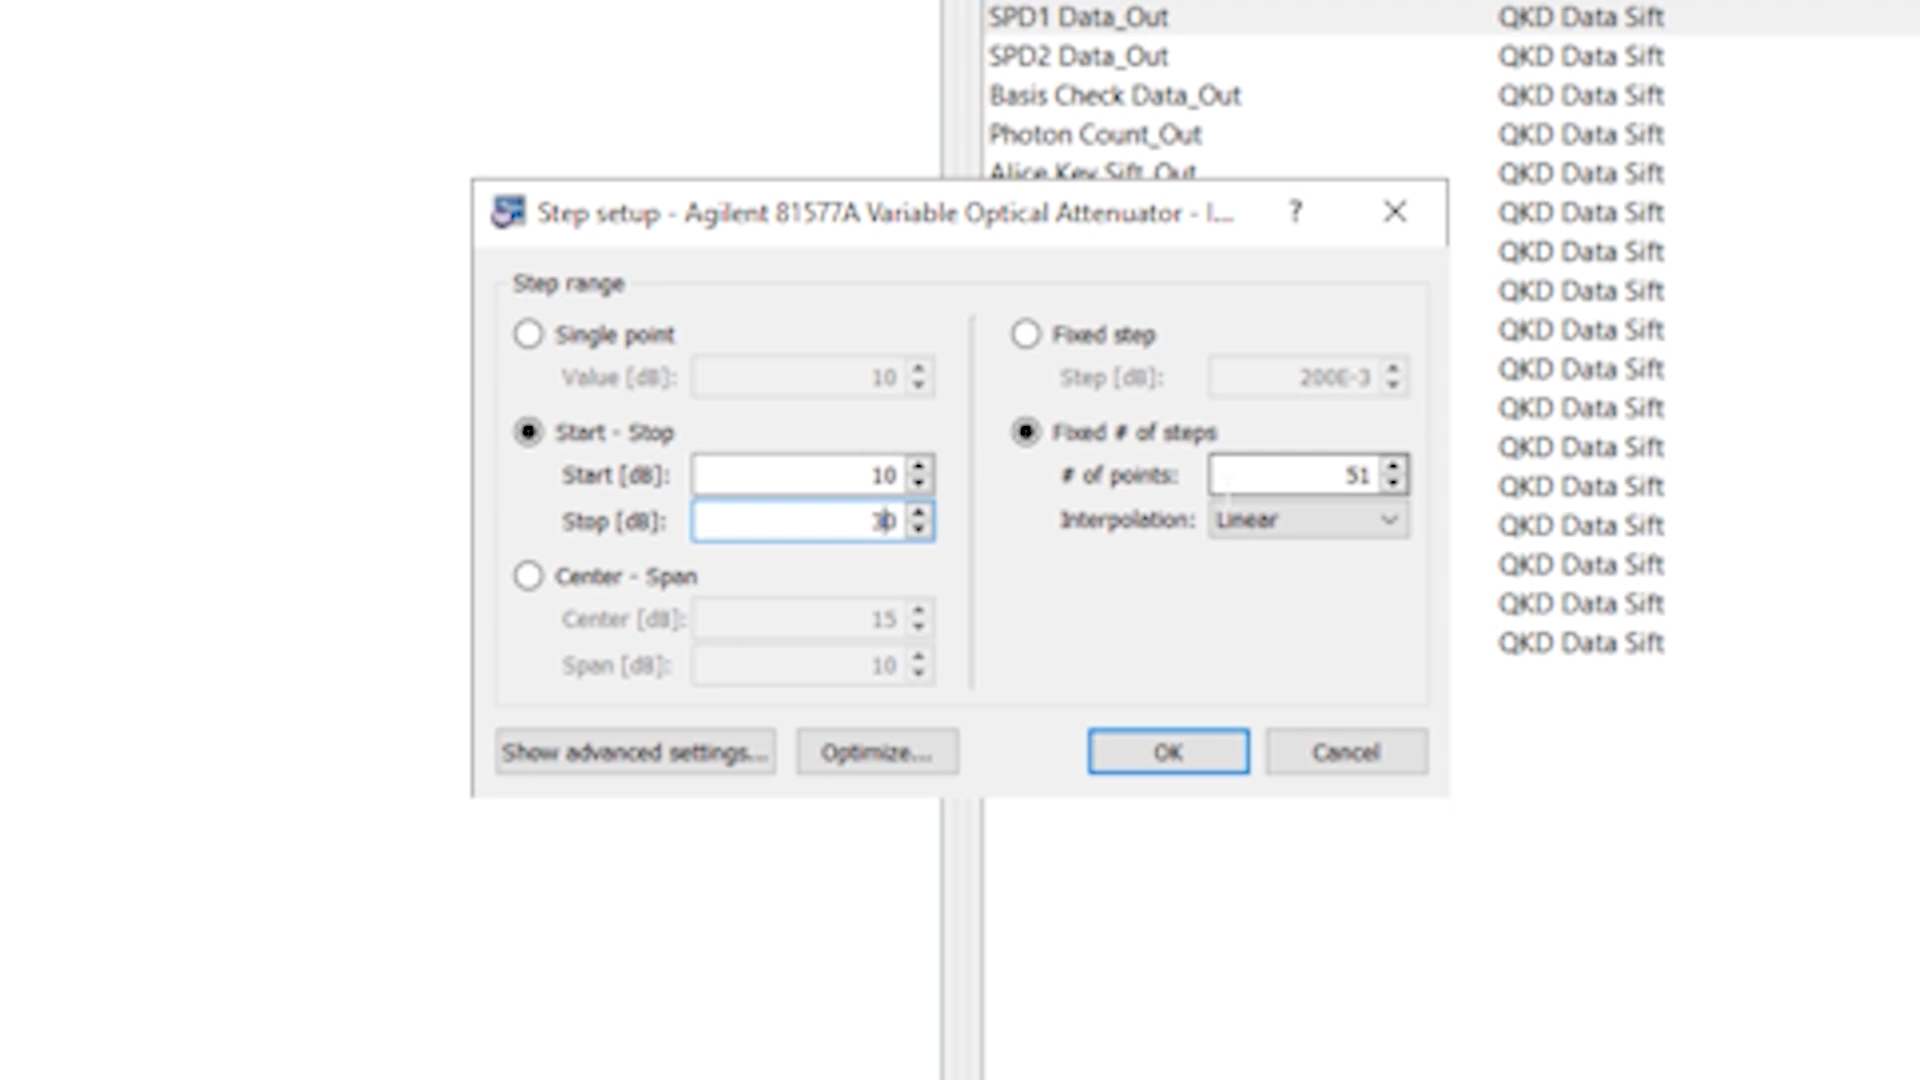 SPD1 Data_Out QKD Data Sift
SPD2 Data_Out QKD Data Sift
Basis Check Data_Out QKD Data Sift
Photon Count_Out QKD Data Sift
Alice Key Sift_Out QKD Data Sift
Step setup - Agilent 81577A Variable Optical Attenuator - I... ? QKD Data Sift
QKD Data Sift
Step range QKD Data Sift
Single point Fixed step QKD Data Sift
Value [dB]: 10 Step [dB]: 200E-3 QKD Data Sift
QKD Data Sift
Start - Stop Fixed # of steps QKD Data Sift
Start [dB]: 10 # of points: 51 QKD Data Sift
Stop [dB]: 30 Interpolation: Linear QKD Data Sift
Center - Span QKD Data Sift
Center [dB]: 15 QKD Data Sift
Span [dB]: 10 QKD Data Sift
Show advanced settings... Optimize... OK Cancel